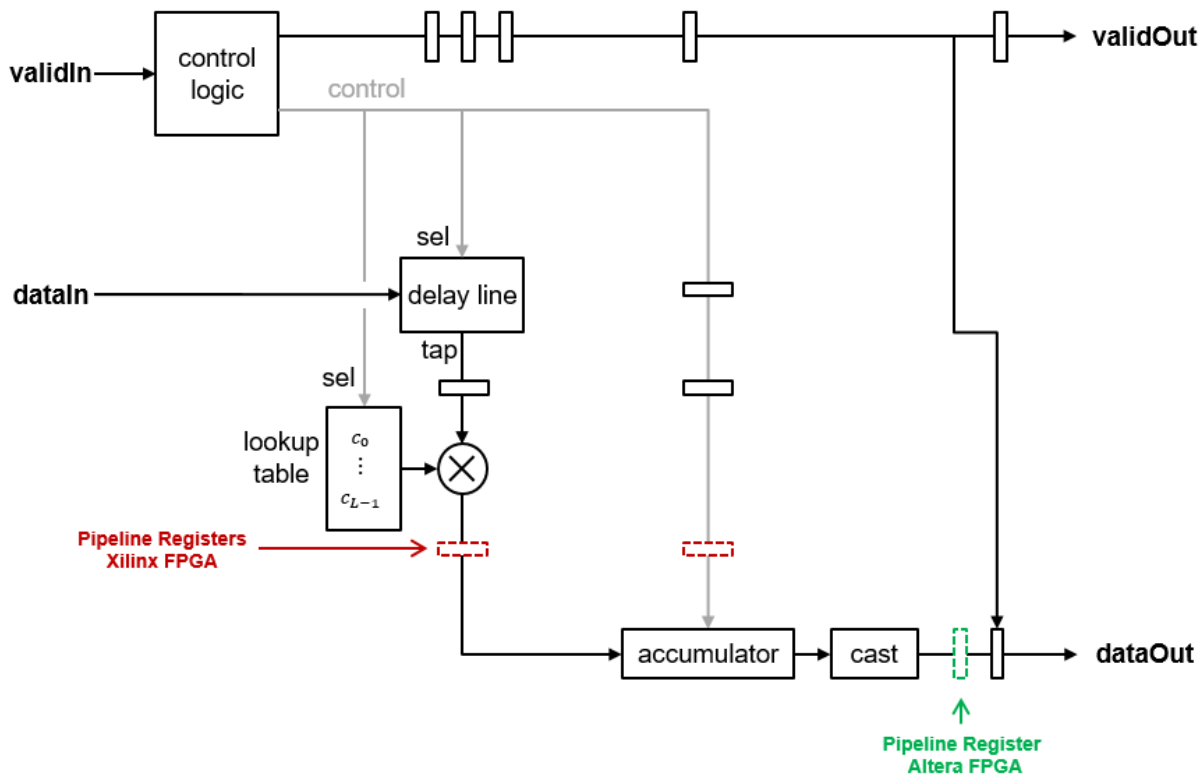 validIn
control
logic
validOut
control
sel
dataIn
delay line
tap
sel
lookup
table
c₀
⋮
c_{L−1}
Pipeline Registers
Xilinx FPGA
accumulator
cast
dataOut
Pipeline Register
Altera FPGA